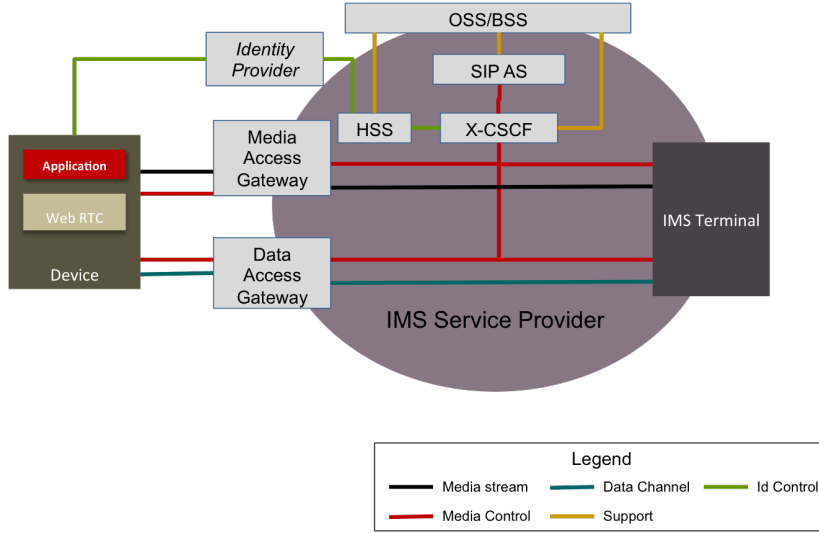 OSS/BSS
Identity
Provider
SIP AS
HSS
X-CSCF
Media
Access
Gateway
Application
Web RTC
Device
IMS Terminal
Data
Access
Gateway
IMS Service Provider
Legend
Media stream
Data Channel
Id Control
Media Control
Support